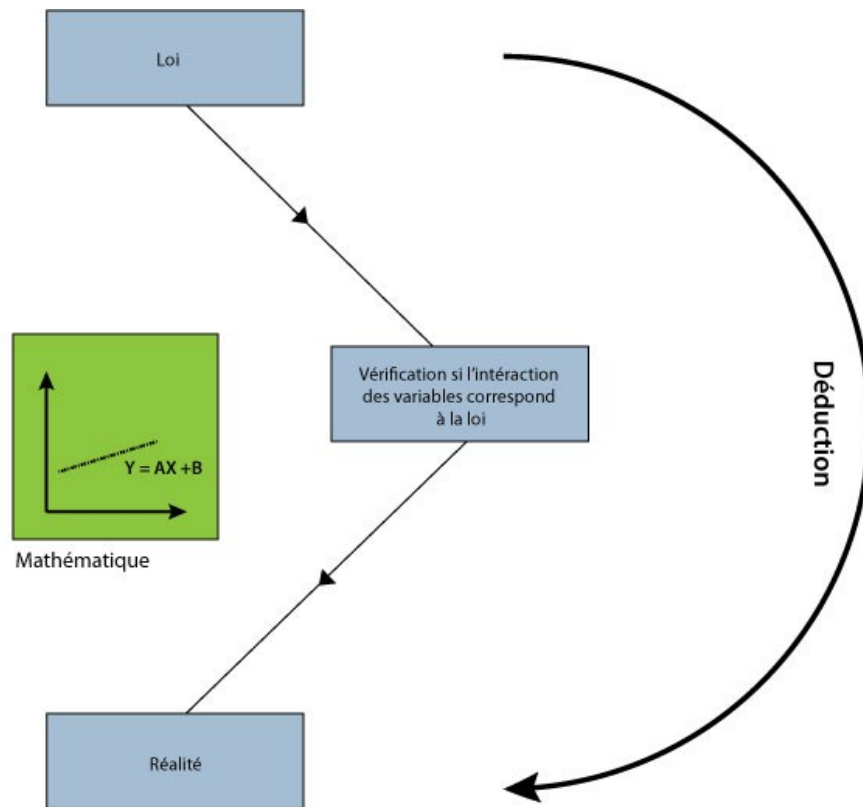 Loi
Vérification si l'intéraction
des variables correspond
à la loi
Y = AX +B
Mathématique
Déduction
Réalité